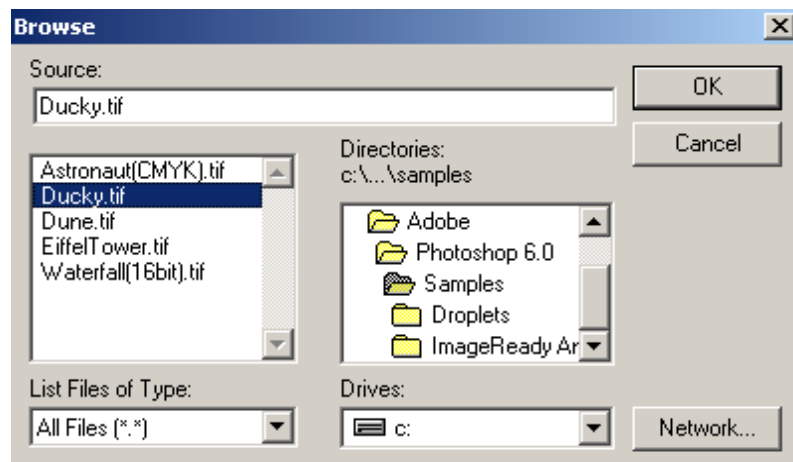 Browse
Source:
Ducky.tif
OK
Cancel
Astronaut(CMYK).tif
Ducky.tif
Dune.tif
EiffelTower.tif
Waterfall(16bit).tif
Directories:
c:\...\samples
Adobe
Photoshop 6.0
Samples
Droplets
ImageReady Ar
List Files of Type:
All Files (*.*)
Drives:
c:
Network...